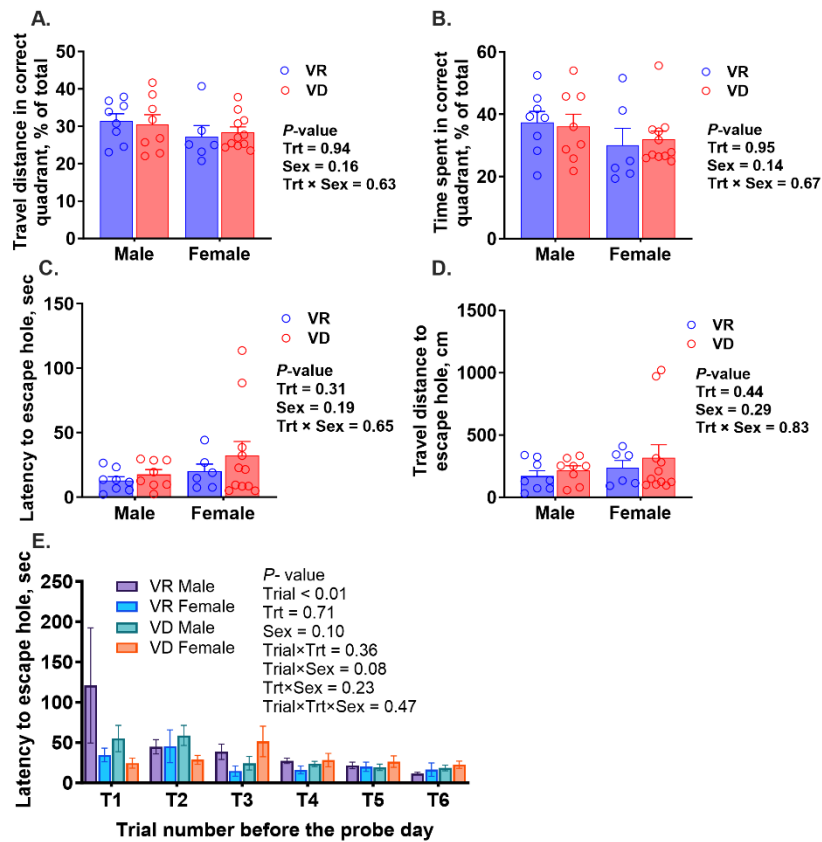 A.
Travel distance in correct
quadrant, % of total
50
40
30
20
10
0
Male
Female
VR
VD
P-value
Trt = 0.94
Sex = 0.16
Trt × Sex = 0.63
B.
Time spent in correct
quadrant, % of total
60
40
20
0
Male
Female
VR
VD
P-value
Trt = 0.95
Sex = 0.14
Trt × Sex = 0.67
C.
Latency to escape hole, sec
150
100
50
0
Male
Female
VR
VD
P-value
Trt = 0.31
Sex = 0.19
Trt × Sex = 0.65
D.
Travel distance to
escape hole, cm
1500
1000
500
0
Male
Female
VR
VD
P-value
Trt = 0.44
Sex = 0.29
Trt × Sex = 0.83
E.
Latency to escape hole, sec
250
200
150
100
50
0
VR Male
VR Female
VD Male
VD Female
P- value
Trial < 0.01
Trt = 0.71
Sex = 0.10
Trial×Trt = 0.36
Trial×Sex = 0.08
Trt×Sex = 0.23
Trial×Trt×Sex = 0.47
T1
T2
T3
T4
T5
T6
Trial number before the probe day